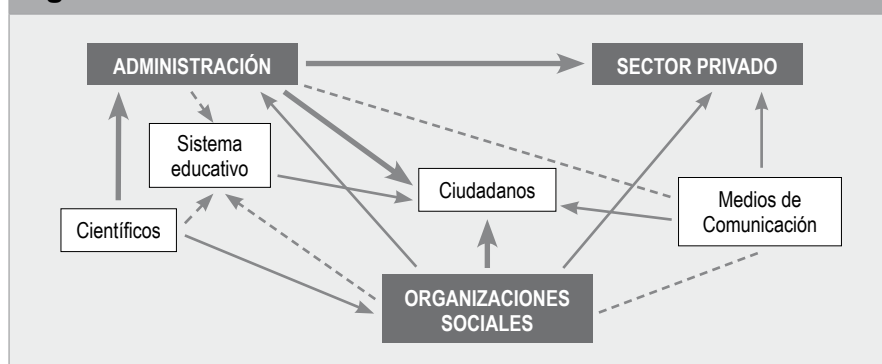 ADMINISTRACIÓN
SECTOR PRIVADO
Sistema
educativo
Ciudadanos
Medios de
Comunicación
Científicos
ORGANIZACIONES
SOCIALES